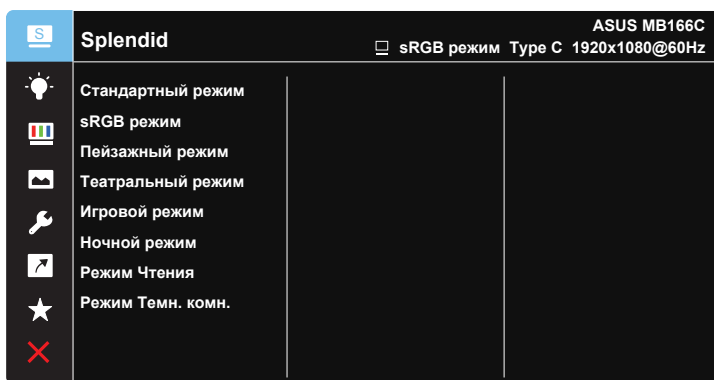 S
Splendid
ASUS MB166C
sRGB режим Type C 1920x1080@60Hz
Стандартный режим
sRGB режим
Пейзажный режим
Театральный режим
Игровой режим
Ночной режим
Режим Чтения
Режим Темн. комн.